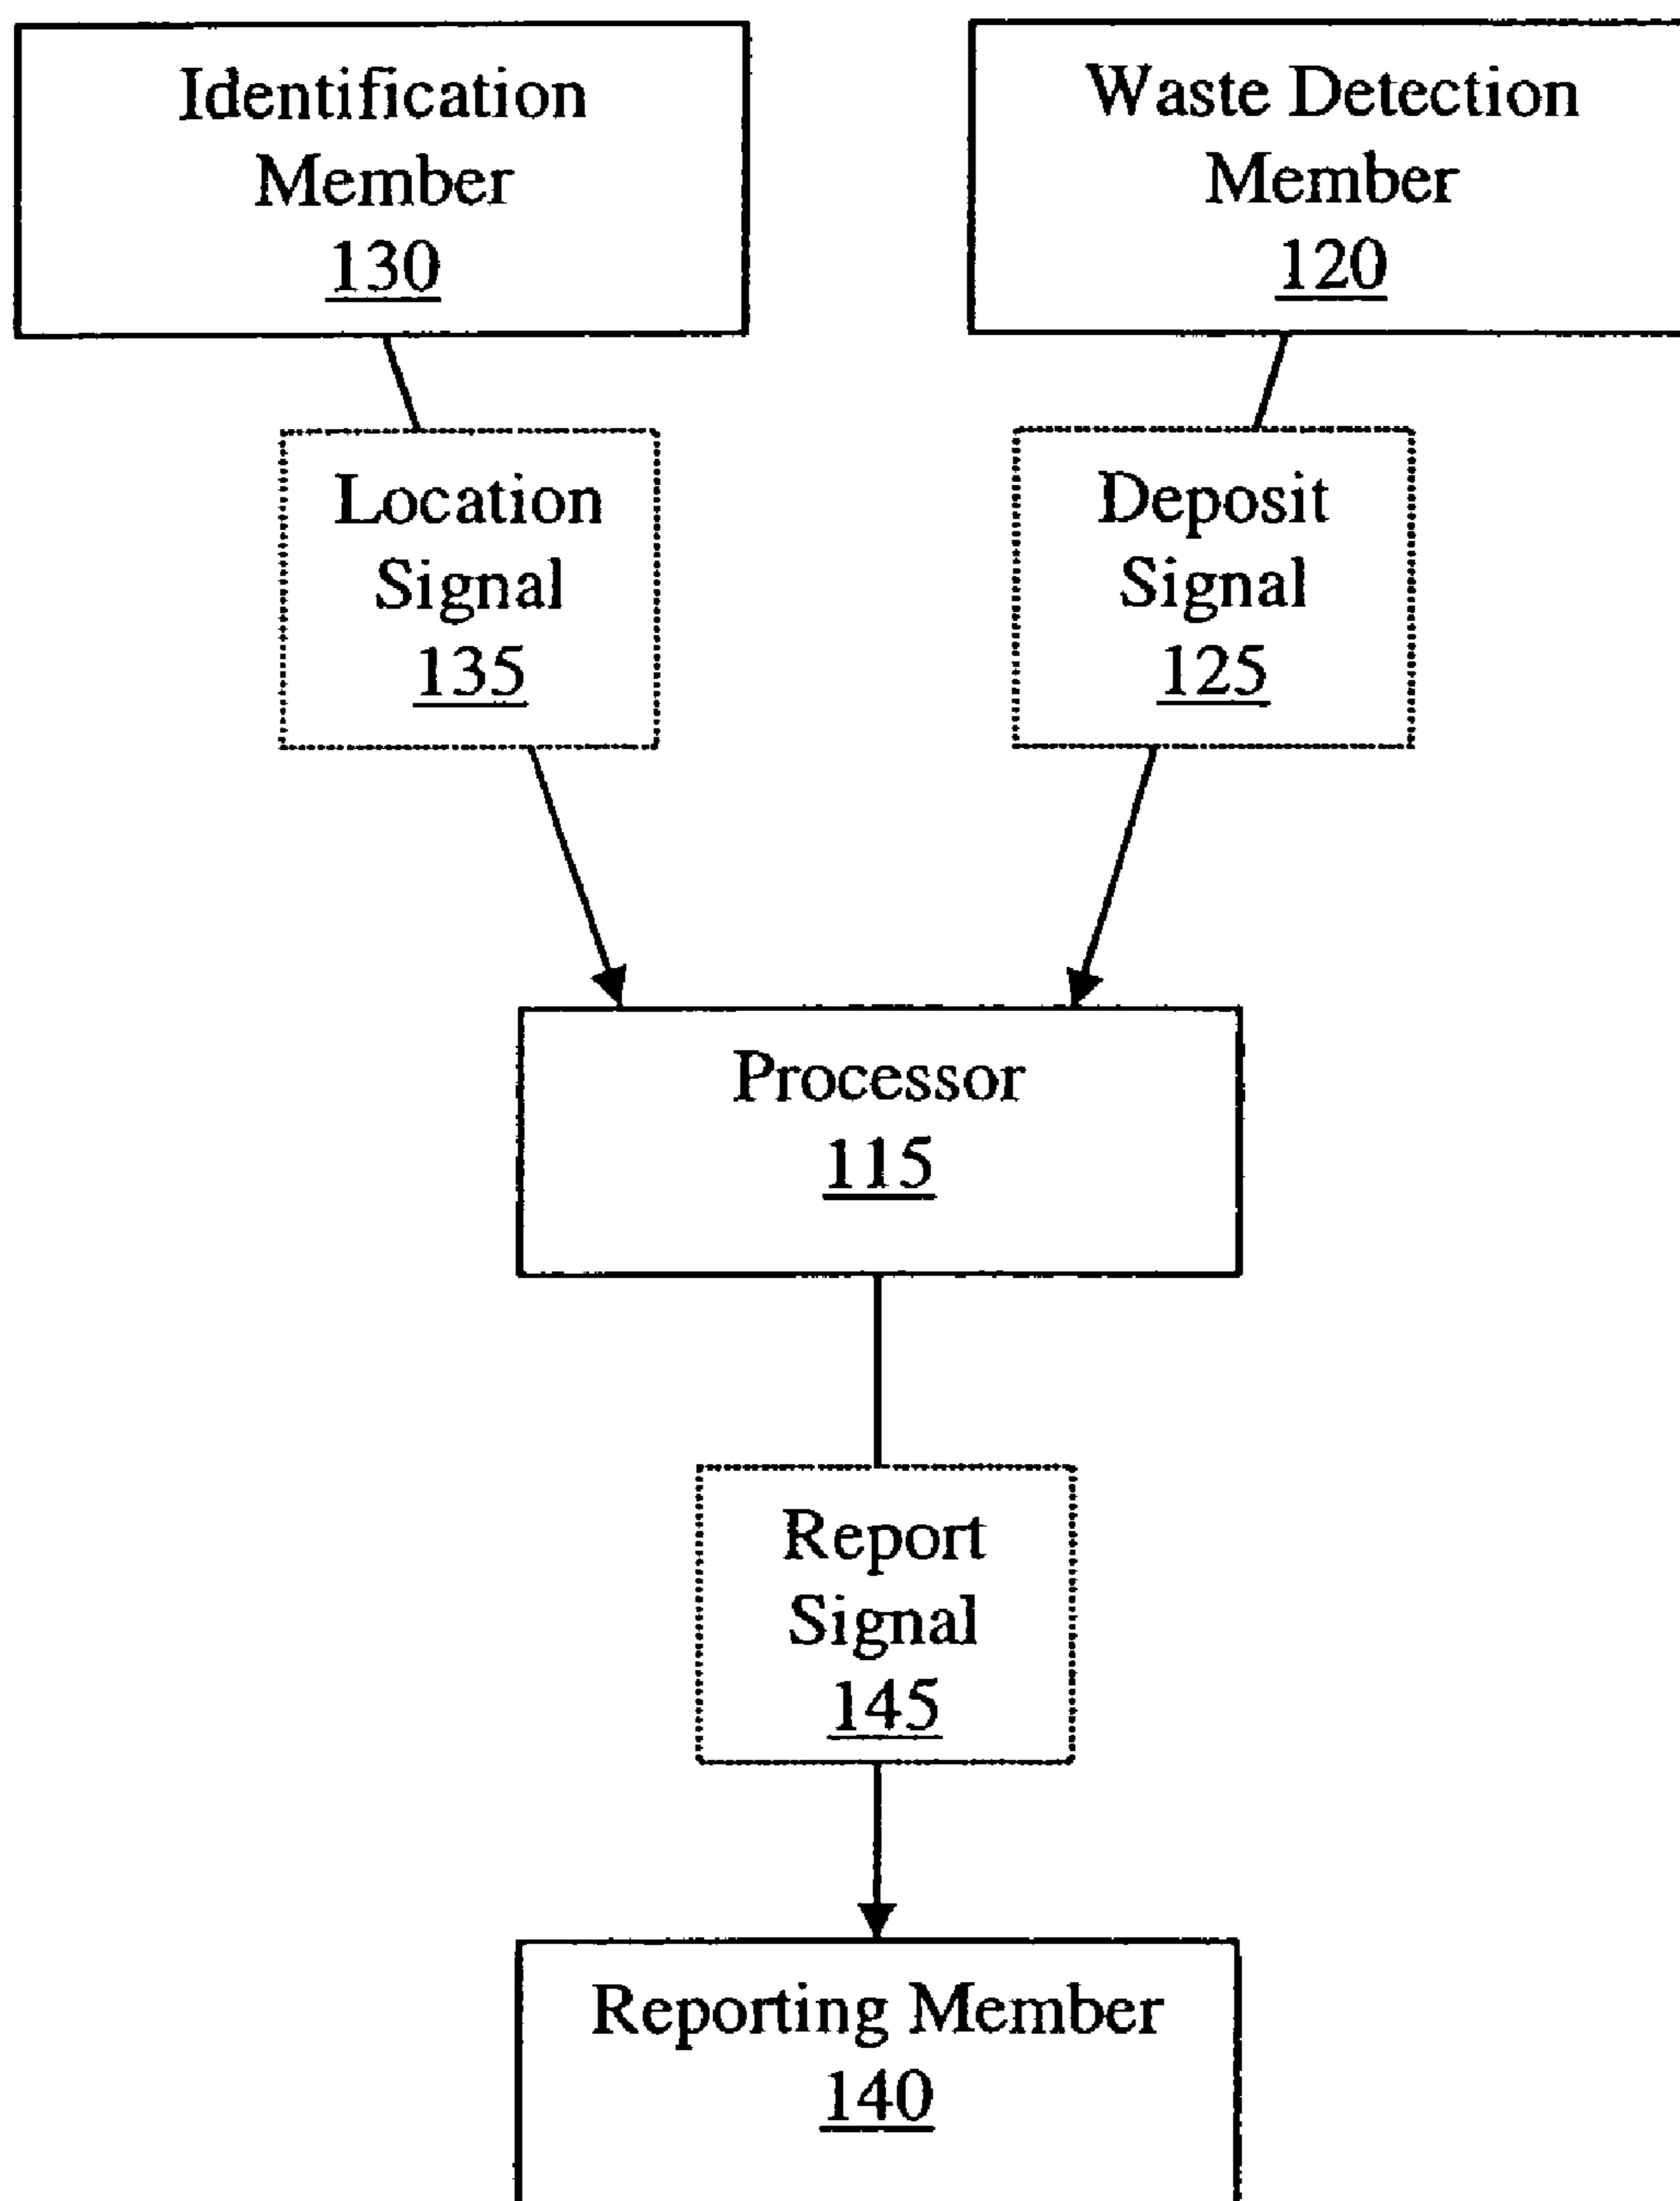 Identification
Member
130
Waste Detection
Member
120
Location
Signal
135
Deposit
Signal
125
Processor
115
Report
Signal
145
Reporting Member
140